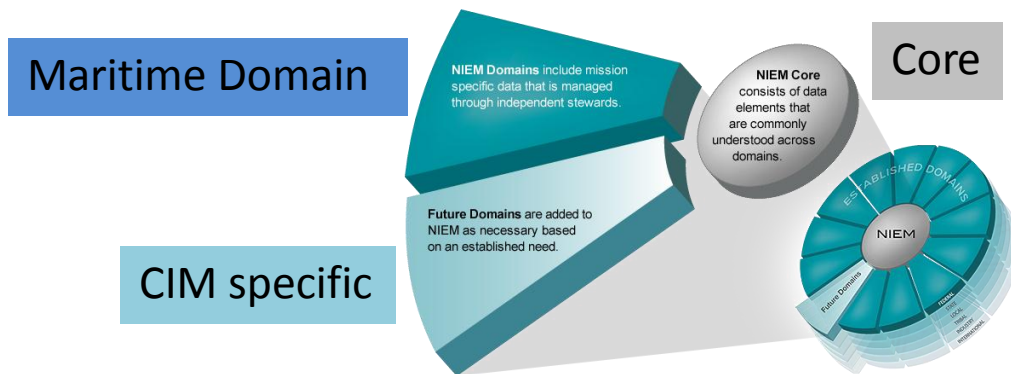 Maritime Domain
NIEM Domains include mission
specific data that is managed
through independent stewards.
NIEM Core
consists of data
elements that
are commonly
understood across
domains.
Core
Future Domains are added to
NIEM as necessary based
on an established need.
CIM specific
ESTABLISHED DOMAINS
NIEM
Future Domains
FEDERAL
STATE
LOCAL
TRIBAL
INDUSTRY
INTERNATIONAL